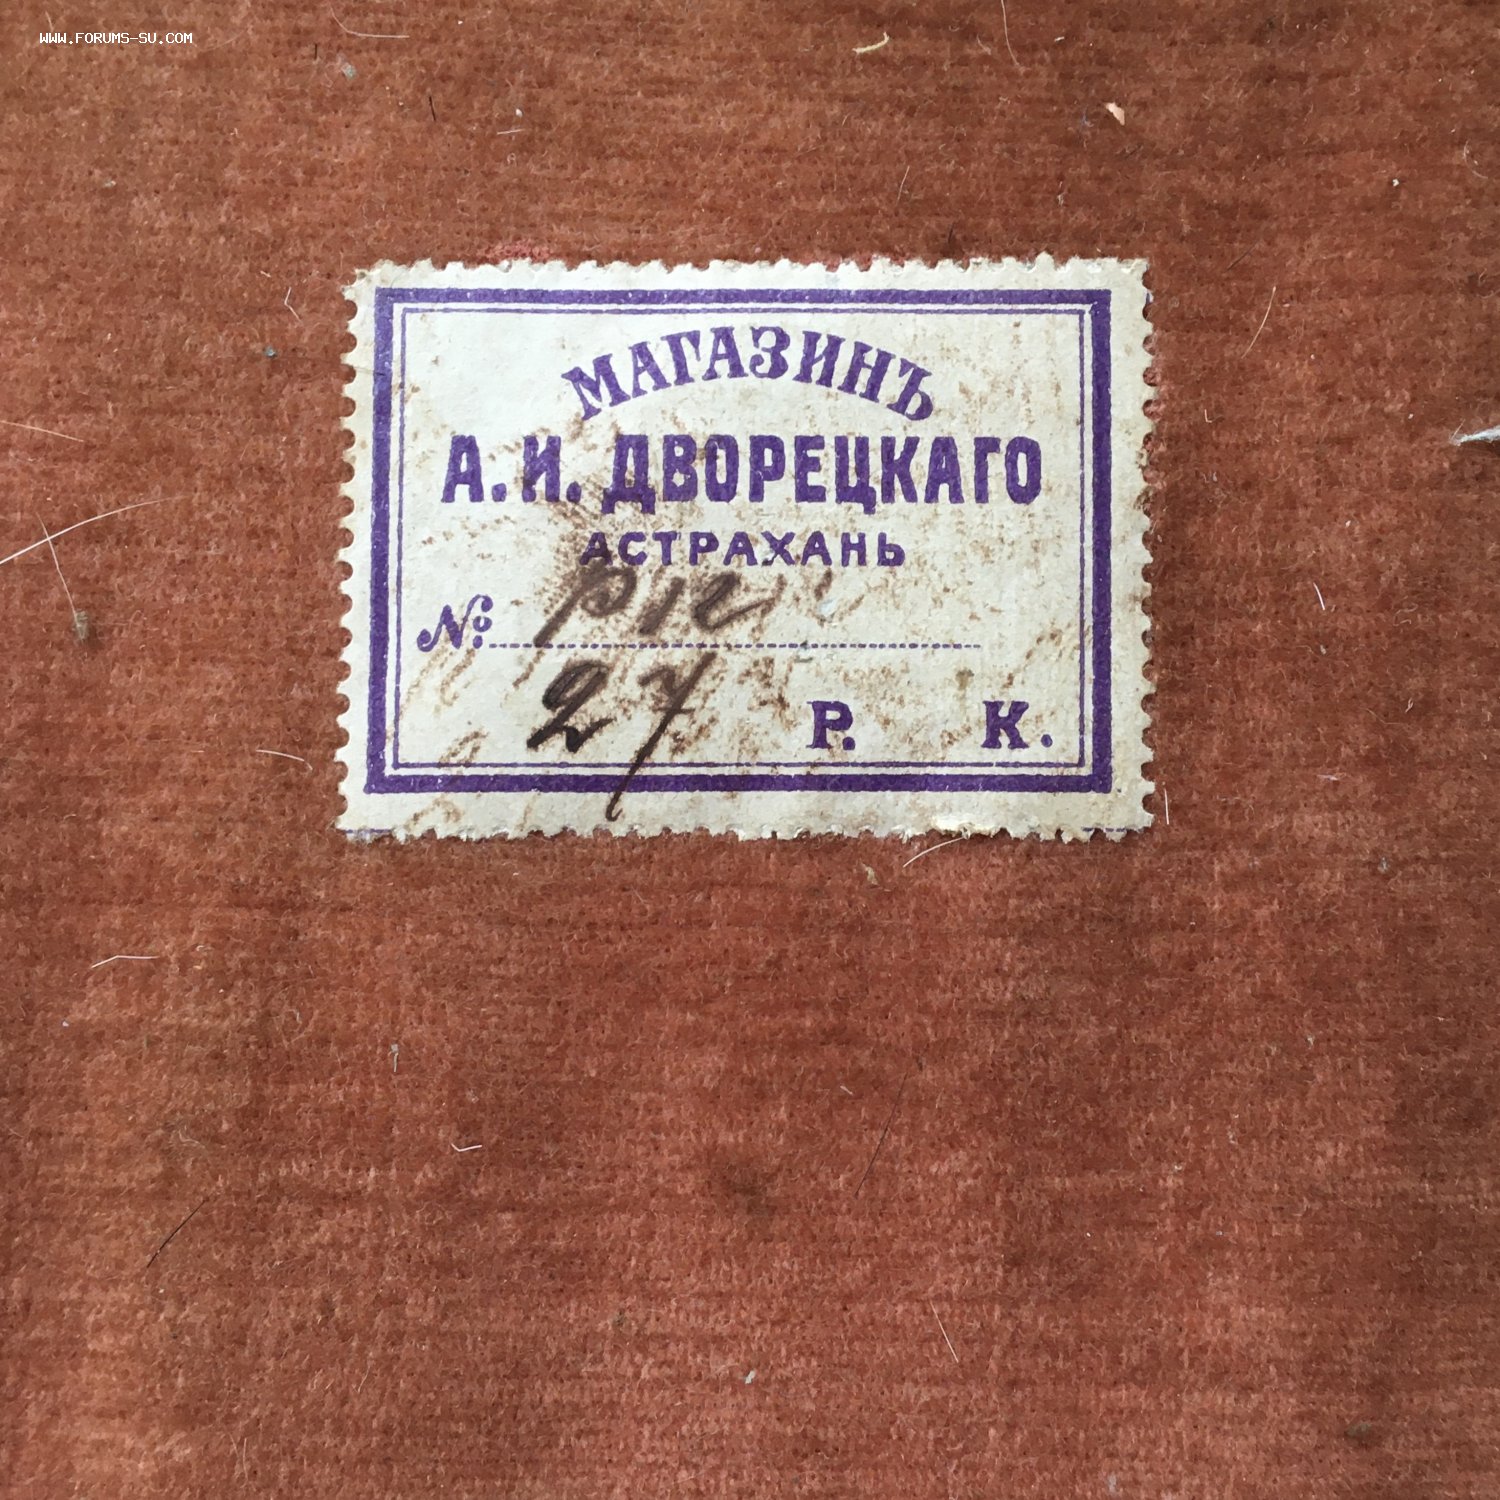 WWW.FORUMS-SU.COM
МАГАЗИНЪ
А. И. ДВОРЕЦКАГО
АСТРАХАНЬ
№
27 Р. К.